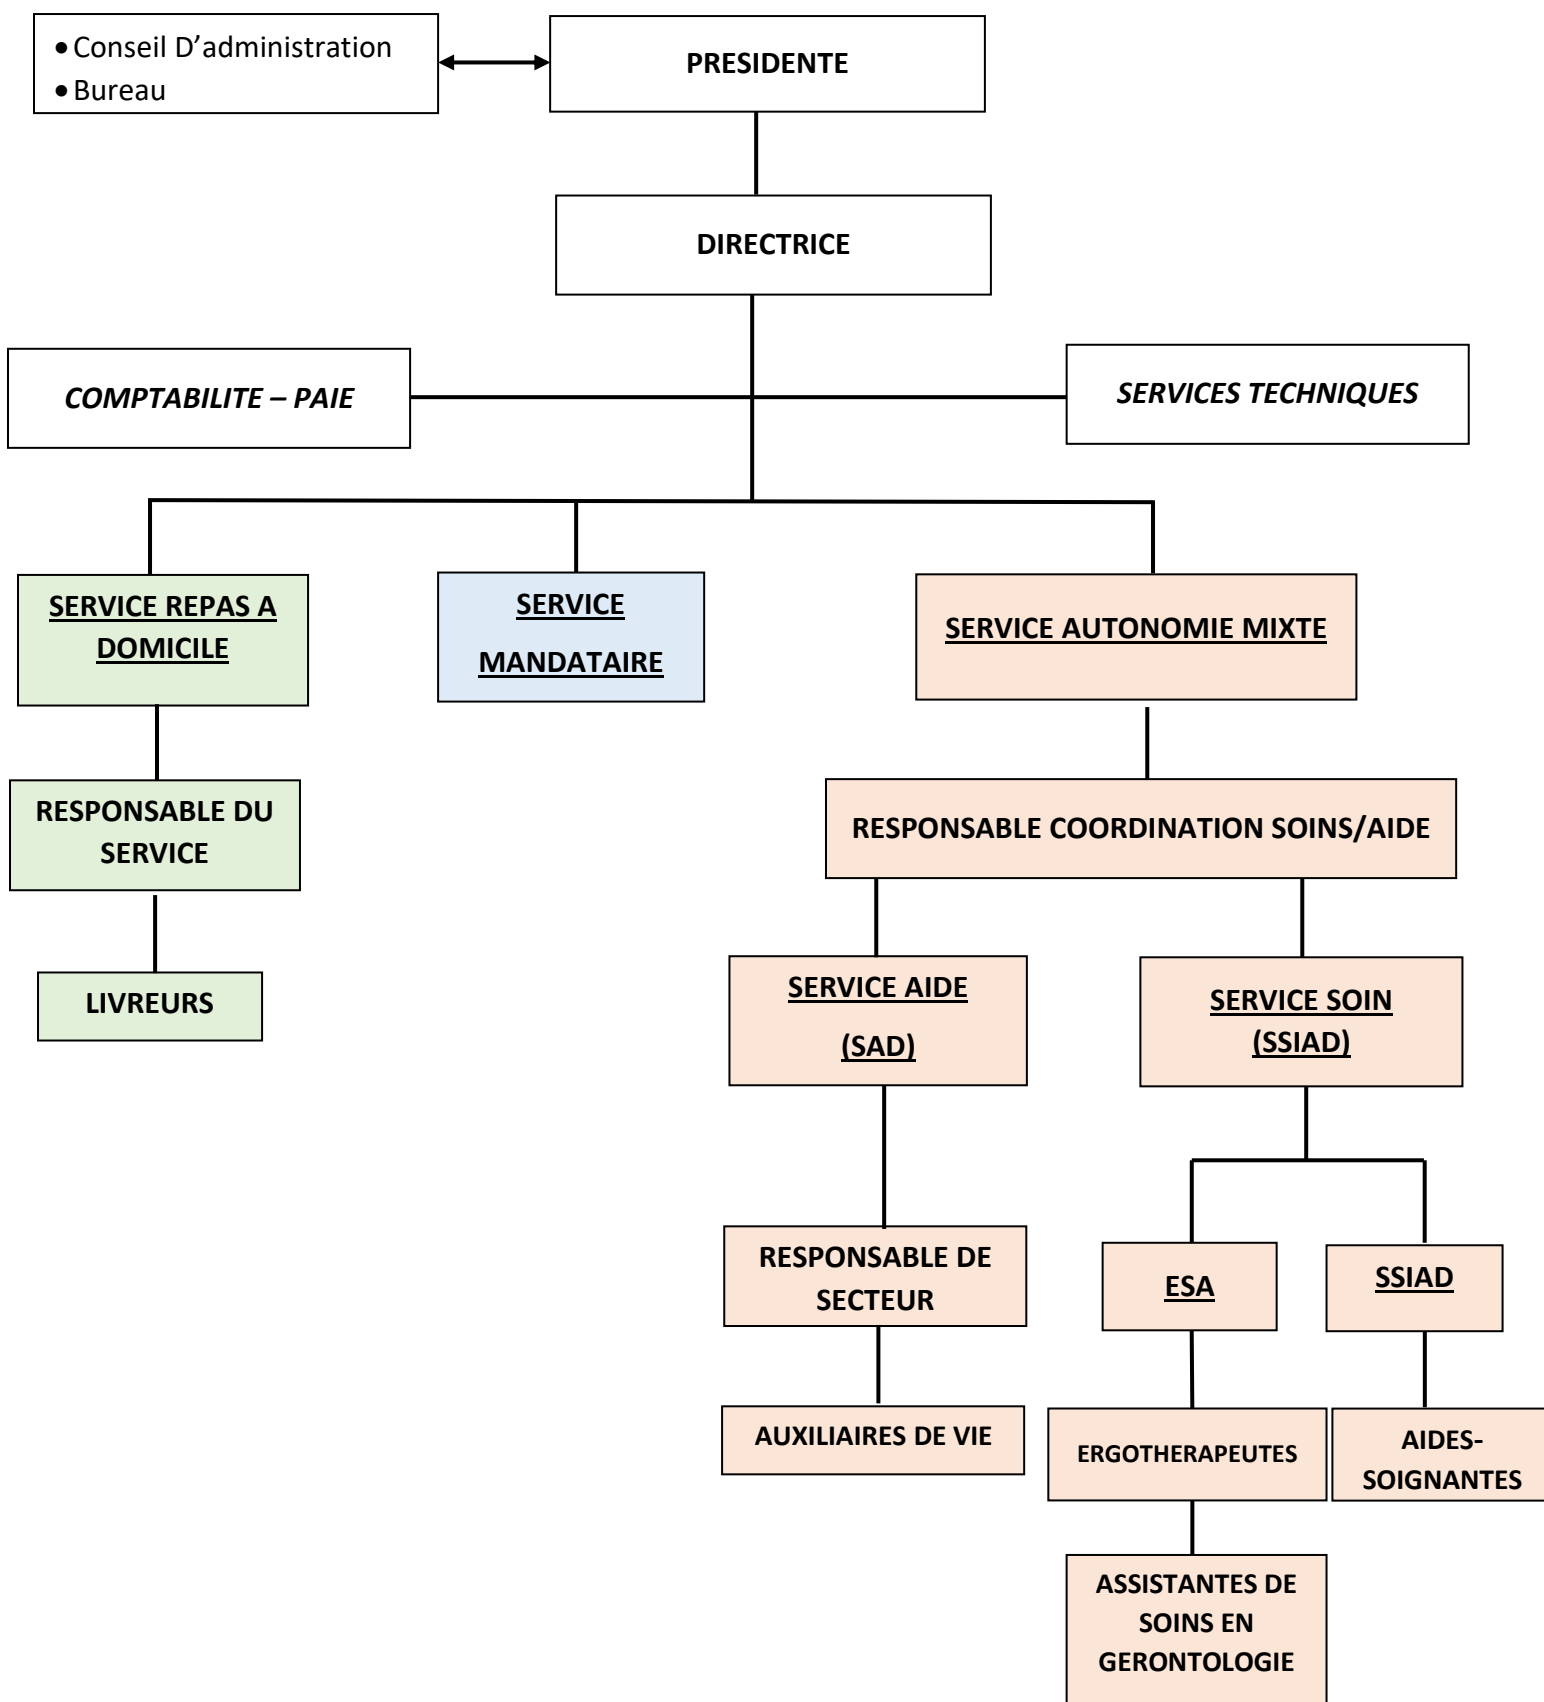 • Conseil D’administration
• Bureau
PRESIDENTE
DIRECTRICE
COMPTABILITE – PAIE
SERVICES TECHNIQUES
SERVICE REPAS A
DOMICILE
SERVICE
MANDATAIRE
SERVICE AUTONOMIE MIXTE
RESPONSABLE DU
SERVICE
RESPONSABLE COORDINATION SOINS/AIDE
LIVREURS
SERVICE AIDE
(SAD)
SERVICE SOIN
(SSIAD)
RESPONSABLE DE
SECTEUR
ESA
SSIAD
AUXILIAIRES DE VIE
ERGOTHERAPEUTES
AIDES-
SOIGNANTES
ASSISTANTES DE
SOINS EN
GERONTOLOGIE